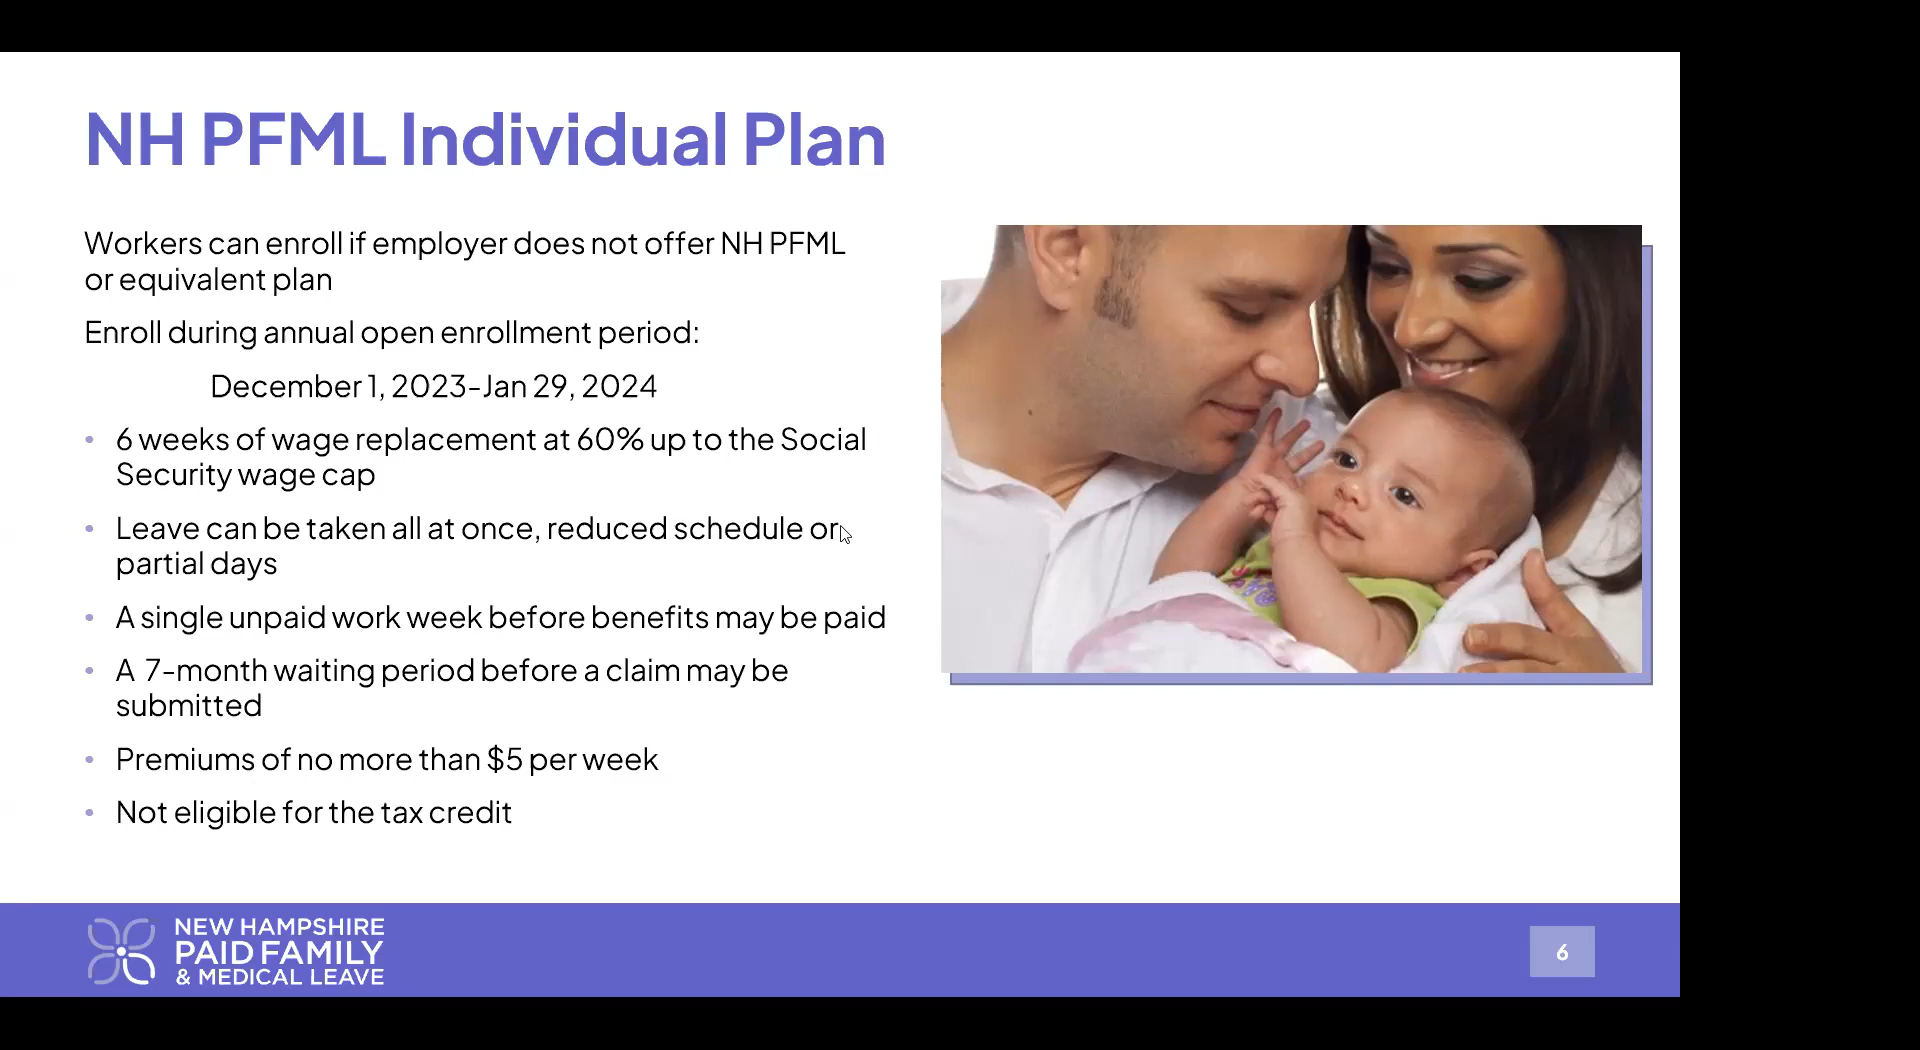 NH PFML Individual Plan
Workers can enroll if employer does not offer NH PFML
or equivalent plan
Enroll during annual open enrollment period:
December 1, 2023-Jan 29, 2024
• 6 weeks of wage replacement at 60% up to the Social
Security wage cap
• Leave can be taken all at once, reduced schedule or
partial days
• A single unpaid work week before benefits may be paid
• A 7-month waiting period before a claim may be
submitted
• Premiums of no more than $5 per week
• Not eligible for the tax credit
NEW HAMPSHIRE
PAID FAMILY
& MEDICAL LEAVE
6